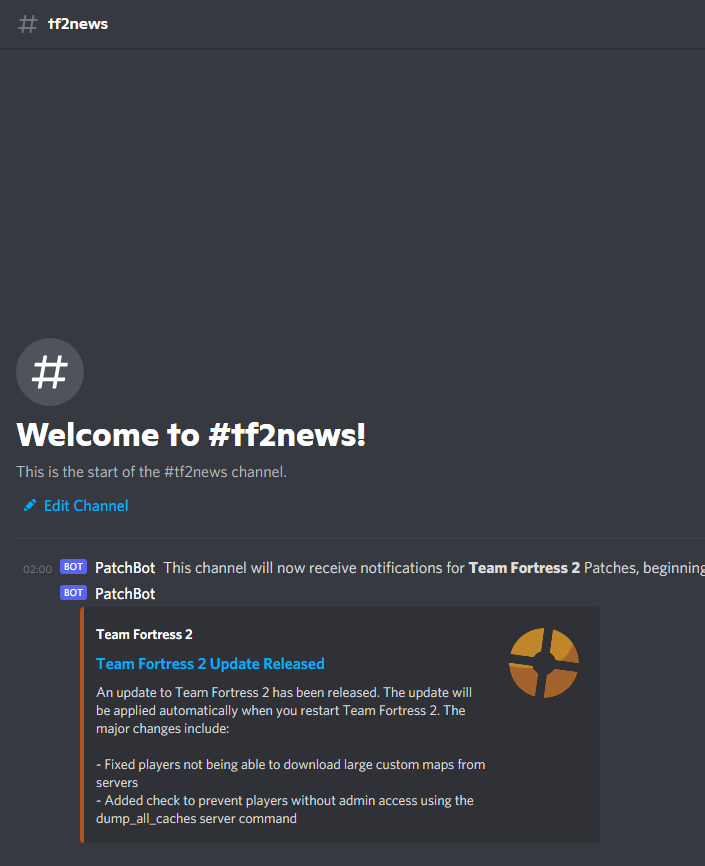 # tf2news
#
Welcome to #tf2news!
This is the start of the #tf2news channel.
Edit Channel
02:00 BOT PatchBot This channel will now receive notifications for Team Fortress 2 Patches, beginning
BOT PatchBot
Team Fortress 2
Team Fortress 2 Update Released
An update to Team Fortress 2 has been released. The update will
be applied automatically when you restart Team Fortress 2. The
major changes include:
- Fixed players not being able to download large custom maps from
servers
- Added check to prevent players without admin access using the
dump_all_caches server command